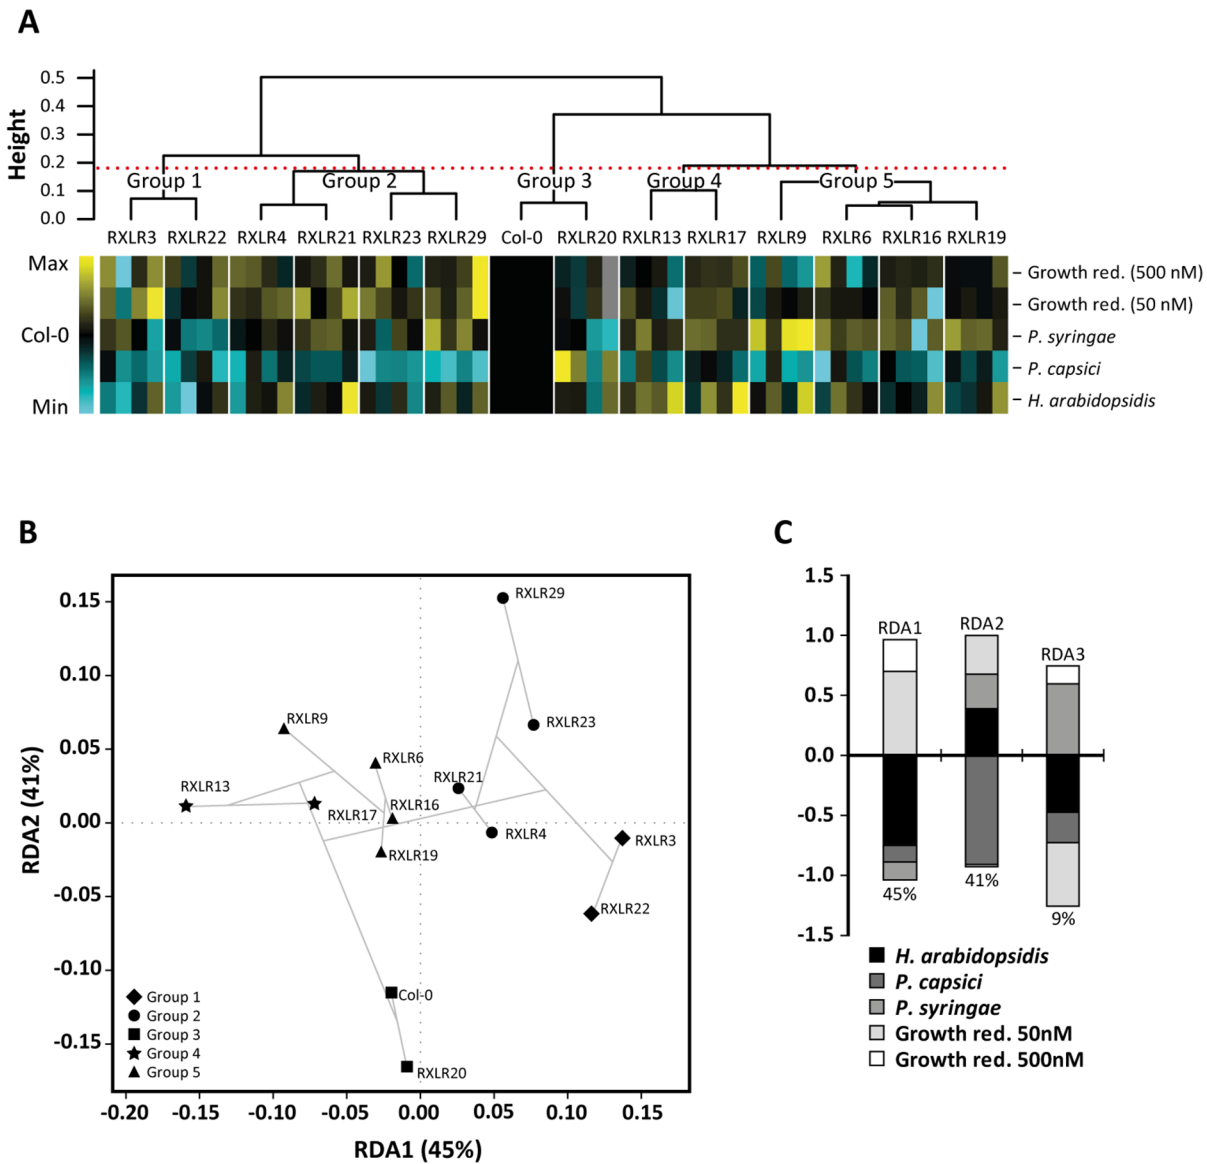 A
Height
0.5
0.4
0.3
0.2
0.1
0.0
Group 1
Group 2
Group 3
Group 4
Group 5
RXLR3 RXLR22 RXLR4 RXLR21 RXLR23 RXLR29 Col-0 RXLR20 RXLR13 RXLR17 RXLR9 RXLR6 RXLR16 RXLR19
Max
Col-0
Min
Growth red. (500 nM)
Growth red. (50 nM)
P. syringae
P. capsici
H. arabidopsidis
B
RDA2 (41%)
0.15
0.10
0.05
0.00
-0.05
-0.10
-0.15
RXLR29
RXLR23
RXLR9
RXLR6
RXLR21
RXLR13
RXLR17
RXLR16
RXLR4
RXLR3
RXLR19
RXLR22
Col-0
RXLR20
Group 1
Group 2
Group 3
Group 4
Group 5
-0.20 -0.15 -0.10 -0.05 0.00 0.05 0.10 0.15
RDA1 (45%)
C
1.5
1.0
0.5
0.0
-0.5
-1.0
-1.5
RDA1
RDA2
RDA3
45%
41%
9%
H. arabidopsidis
P. capsici
P. syringae
Growth red. 50nM
Growth red. 500nM